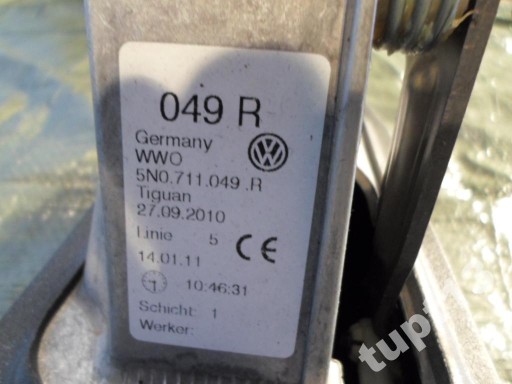 049 R
Germany
WWO
5N0.711.049 .R
Tiguan
27.09.2010
Linie 5 CE
14.01.11
10:46:31
Schicht: 1
Werker:
tup